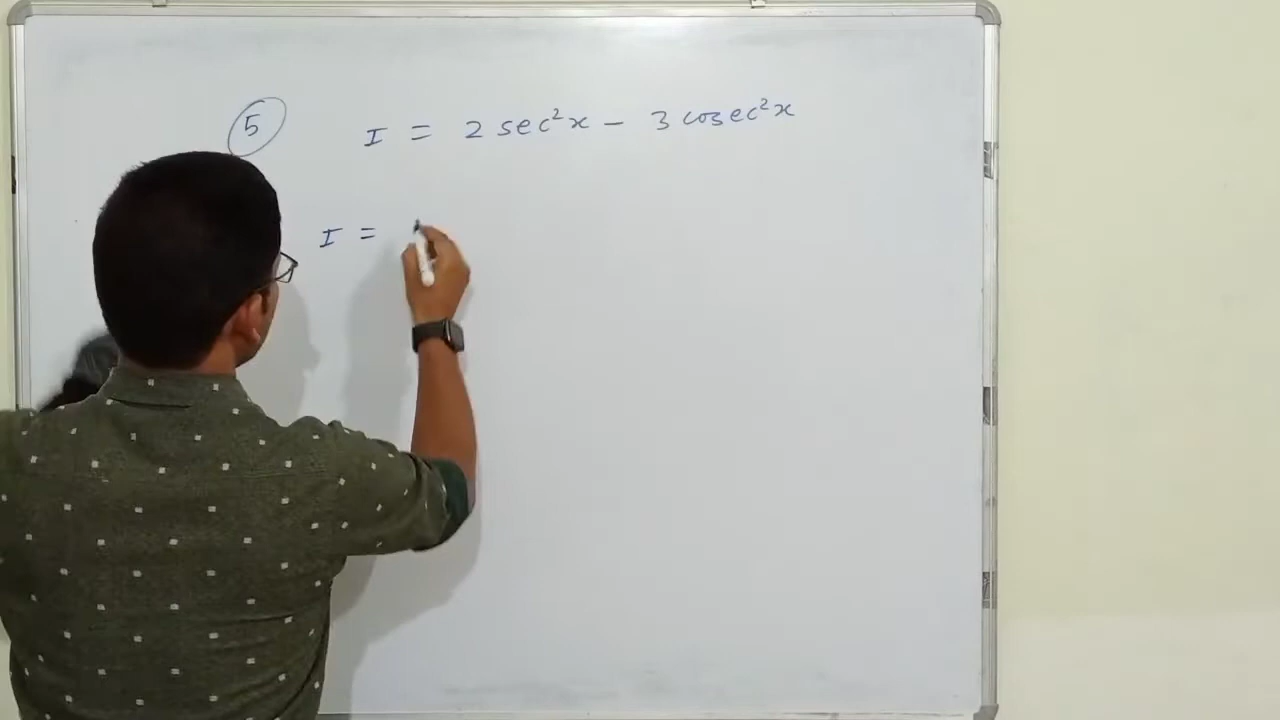 5 I = 2 sec²x - 3 cosec²x
I =